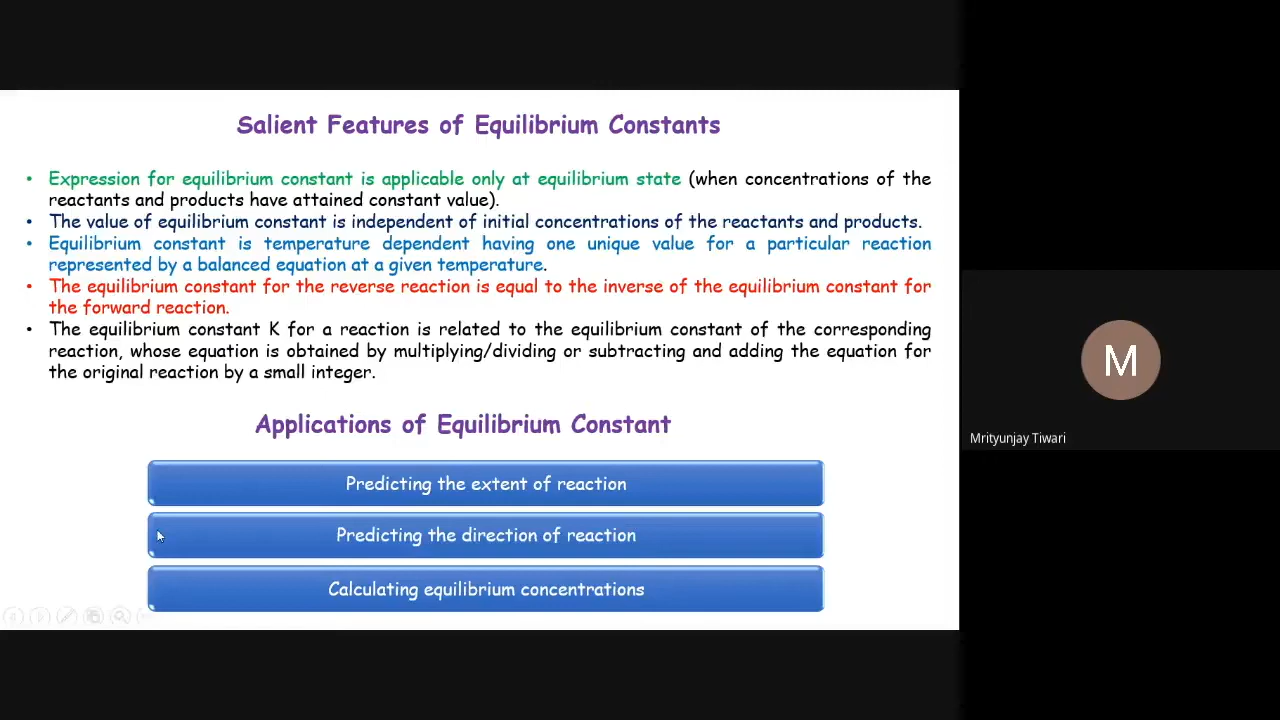 Salient Features of Equilibrium Constants
• Expression for equilibrium constant is applicable only at equilibrium state (when concentrations of the
reactants and products have attained constant value).
• The value of equilibrium constant is independent of initial concentrations of the reactants and products.
• Equilibrium constant is temperature dependent having one unique value for a particular reaction
represented by a balanced equation at a given temperature.
• The equilibrium constant for the reverse reaction is equal to the inverse of the equilibrium constant for
the forward reaction.
• The equilibrium constant K for a reaction is related to the equilibrium constant of the corresponding
reaction, whose equation is obtained by multiplying/dividing or subtracting and adding the equation for
the original reaction by a small integer.
Applications of Equilibrium Constant
Predicting the extent of reaction
Predicting the direction of reaction
Calculating equilibrium concentrations
M
Mrityunjay Tiwari